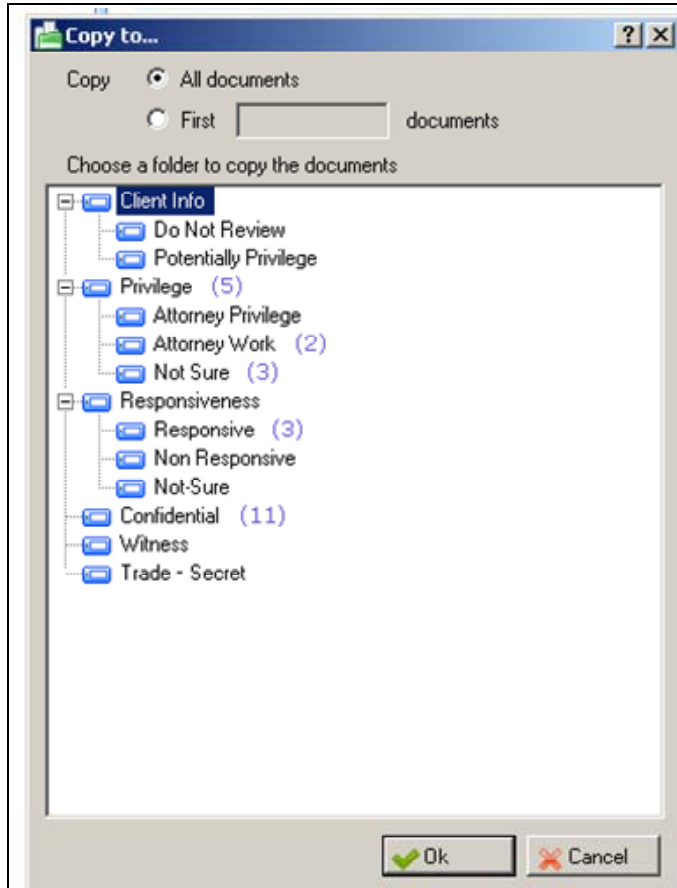 Copy to...
Copy All documents
First documents
Choose a folder to copy the documents
Client Info
Do Not Review
Potentially Privilege
Privilege (5)
Attorney Privilege
Attorney Work (2)
Not Sure (3)
Responsiveness
Responsive (3)
Non Responsive
Not-Sure
Confidential (11)
Witness
Trade - Secret
Ok Cancel